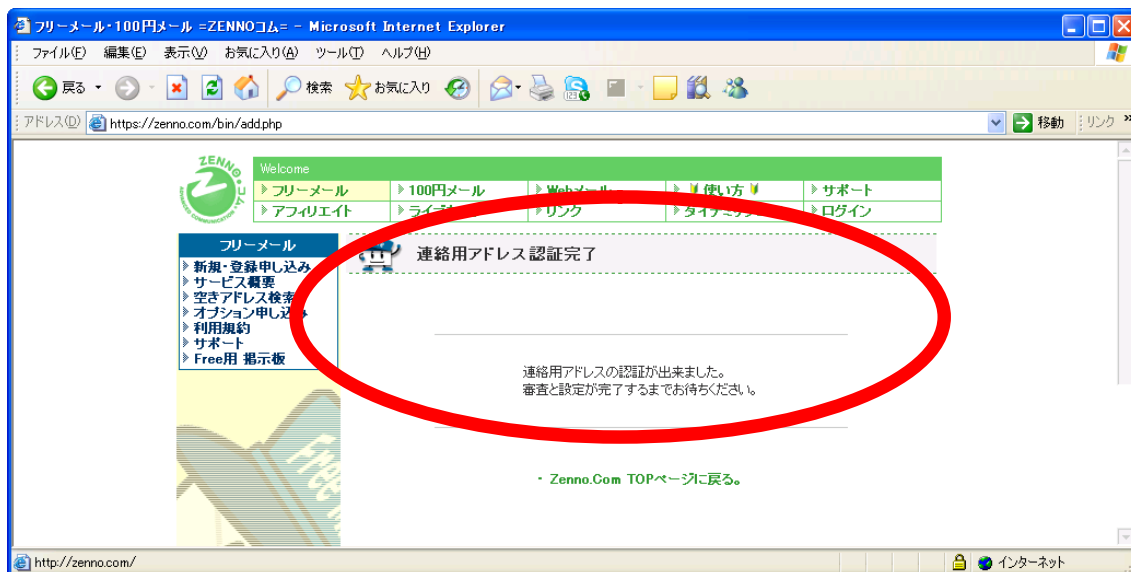 フリーメール・100円メール =ZENNOコム= - Microsoft Internet Explorer
ファイル(F) 編集(E) 表示(V) お気に入り(A) ツール(T) ヘルプ(H)
戻る 検索 お気に入り
アドレス(D) https://zenno.com/bin/add.php 移動 リンク »
ZENNO
Welcome
フリーメール 100円メール Webメール 使い方 サポート
アフィリエイト リンク ログイン
フリーメール
新規・登録申し込み
サービス概要
空きアドレス検索
オプション申し込み
利用規約
サポート
Free用 掲示板
連絡用アドレス認証完了
連絡用アドレスの認証が出来ました。
審査と設定が完了するまでお待ちください。
・ Zenno.Com TOPページに戻る。
http://zenno.com/ インターネット